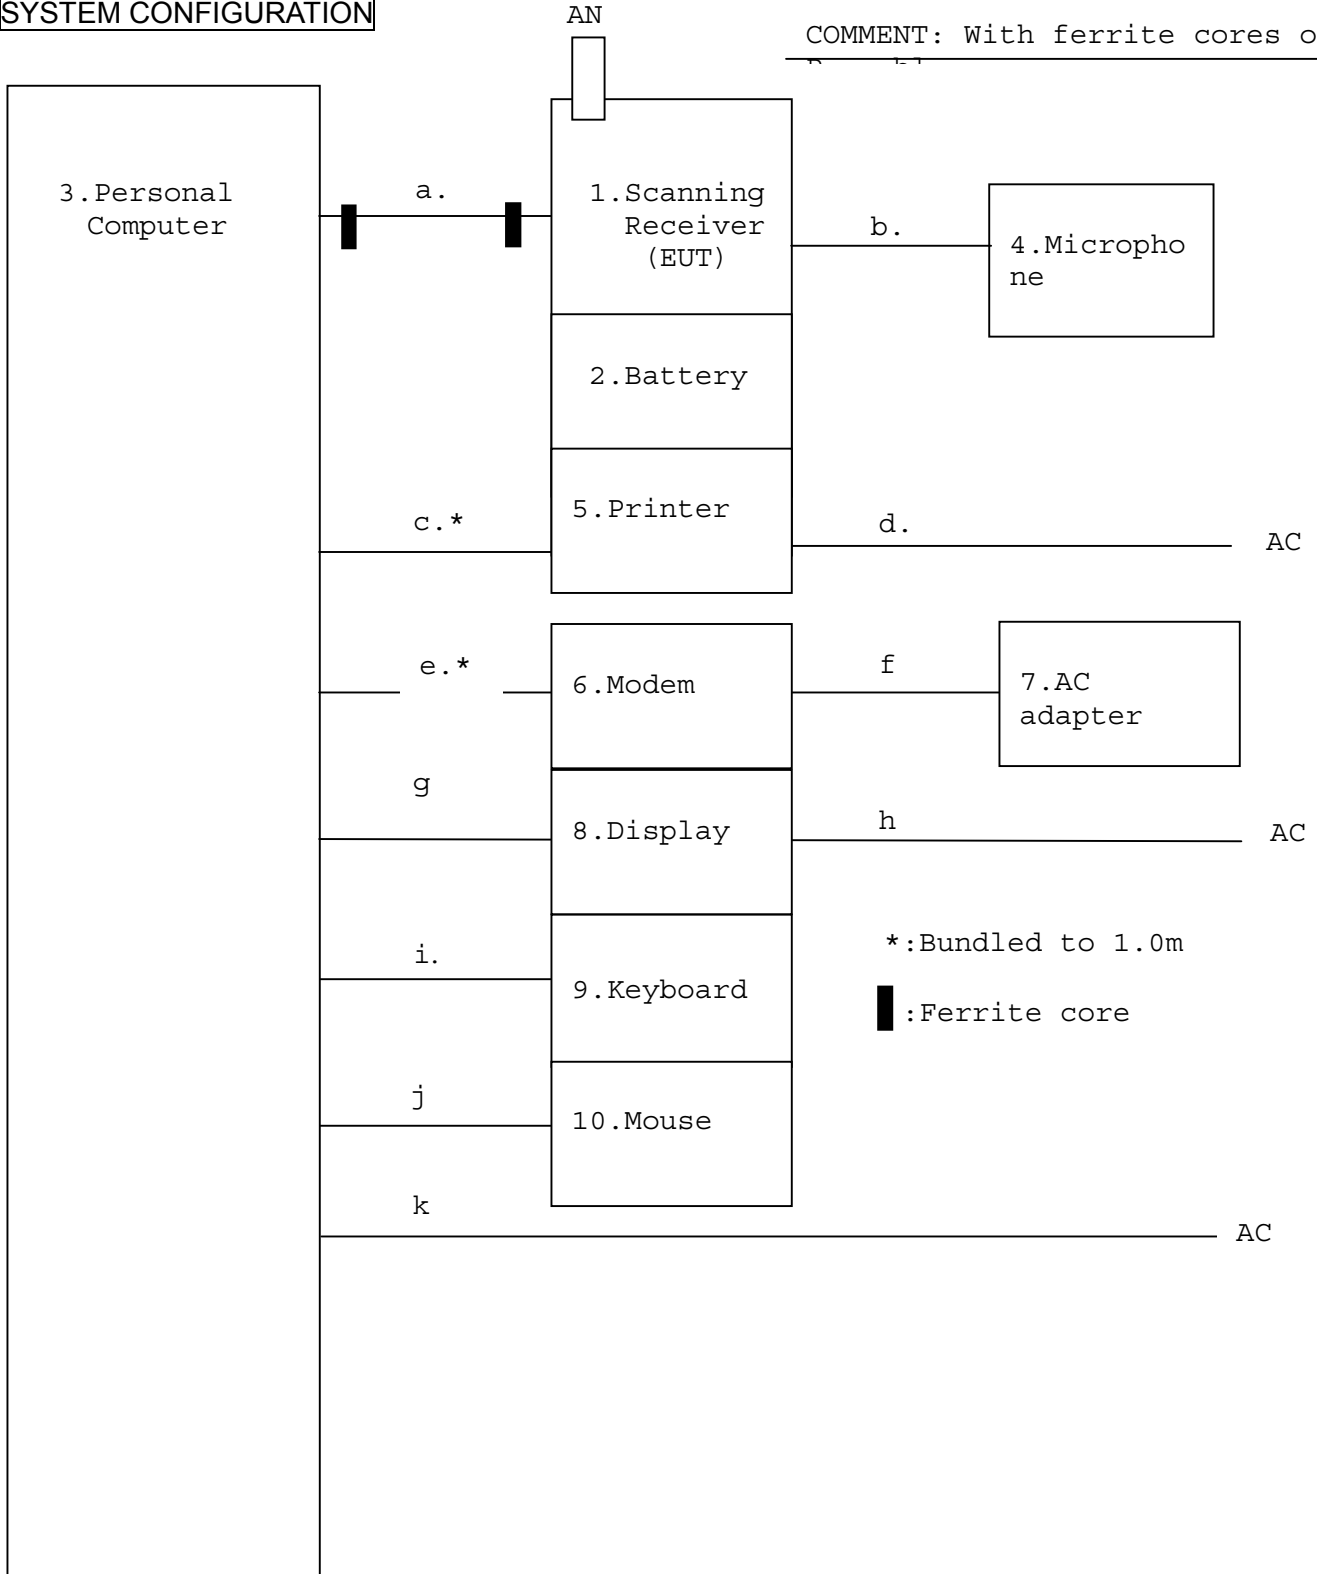 SYSTEM CONFIGURATION
AN
COMMENT: With ferrite cores
3.Personal
Computer
a.
1.Scanning
Receiver
(EUT)
b.
4.Micropho
ne
2.Battery
c.*
5.Printer
d.
AC
e.*
6.Modem
f
7.AC
adapter
g
8.Display
h
AC
i.
9.Keyboard
*:Bundled to 1.0m
:Ferrite core
j
10.Mouse
k
AC